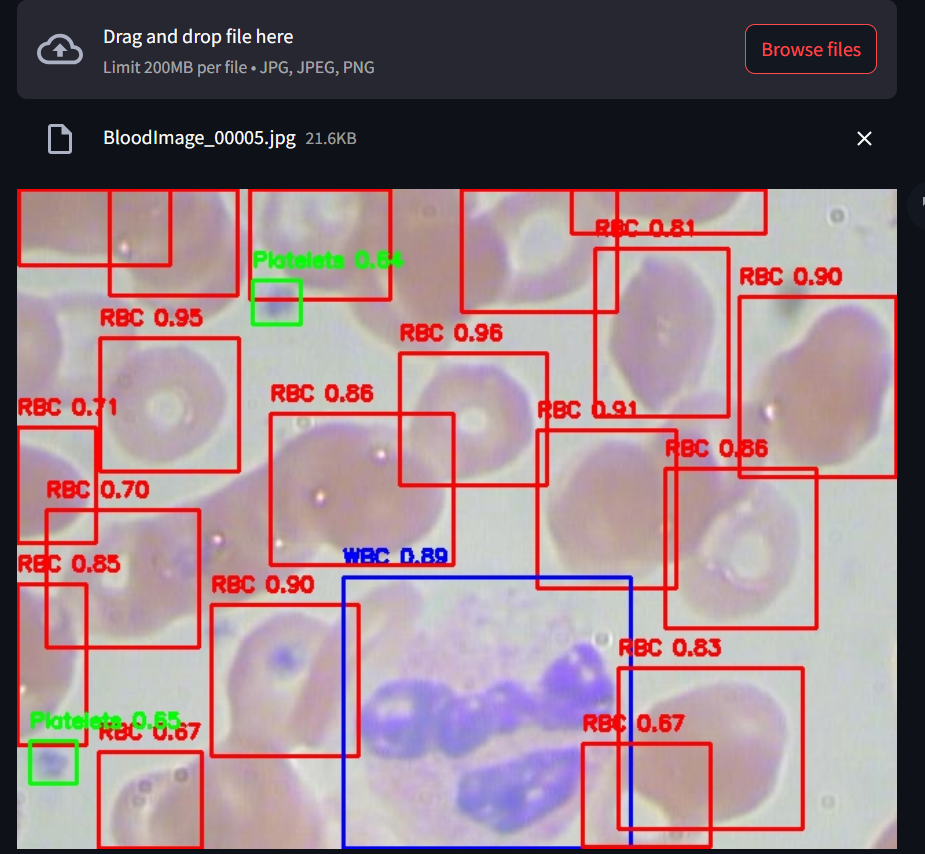 Drag and drop file here
Limit 200MB per file • JPG, JPEG, PNG
Browse files
BloodImage_00005.jpg 21.6KB
RBC 0.81
Platelets 0.64
RBC 0.90
RBC 0.95
RBC 0.96
RBC 0.86
RBC 0.71
RBC 0.91
RBC 0.86
RBC 0.70
WBC 0.89
RBC 0.85
RBC 0.90
RBC 0.83
Platelets 0.65
RBC 0.67
RBC 0.67